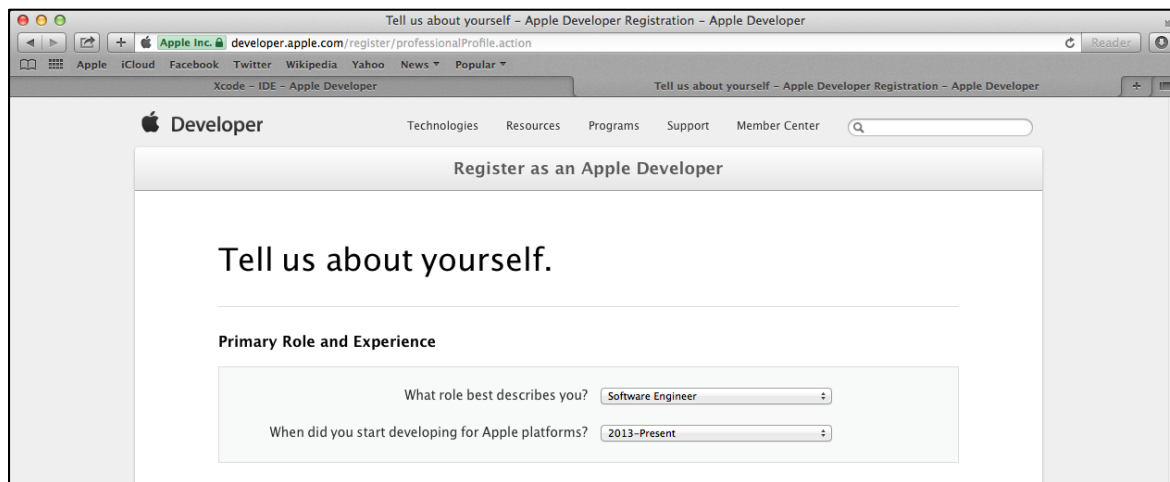 Tell us about yourself – Apple Developer Registration – Apple Developer
Apple Inc. developer.apple.com/register/professionalProfile.action Reader
Apple iCloud Facebook Twitter Wikipedia Yahoo News Popular
Xcode – IDE – Apple Developer Tell us about yourself – Apple Developer Registration – Apple Developer
Developer Technologies Resources Programs Support Member Center
Register as an Apple Developer
Tell us about yourself.
Primary Role and Experience
What role best describes you? Software Engineer
When did you start developing for Apple platforms? 2013–Present